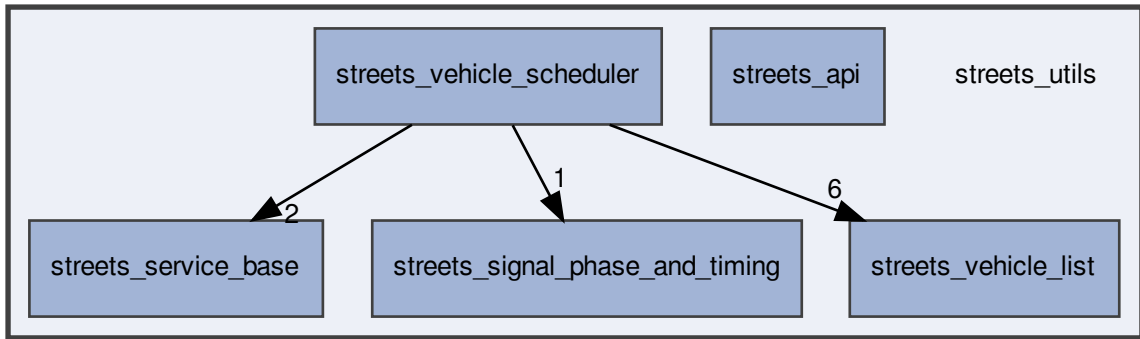 streets_vehicle_scheduler
streets_api
streets_utils
2
1
6
streets_service_base
streets_signal_phase_and_timing
streets_vehicle_list